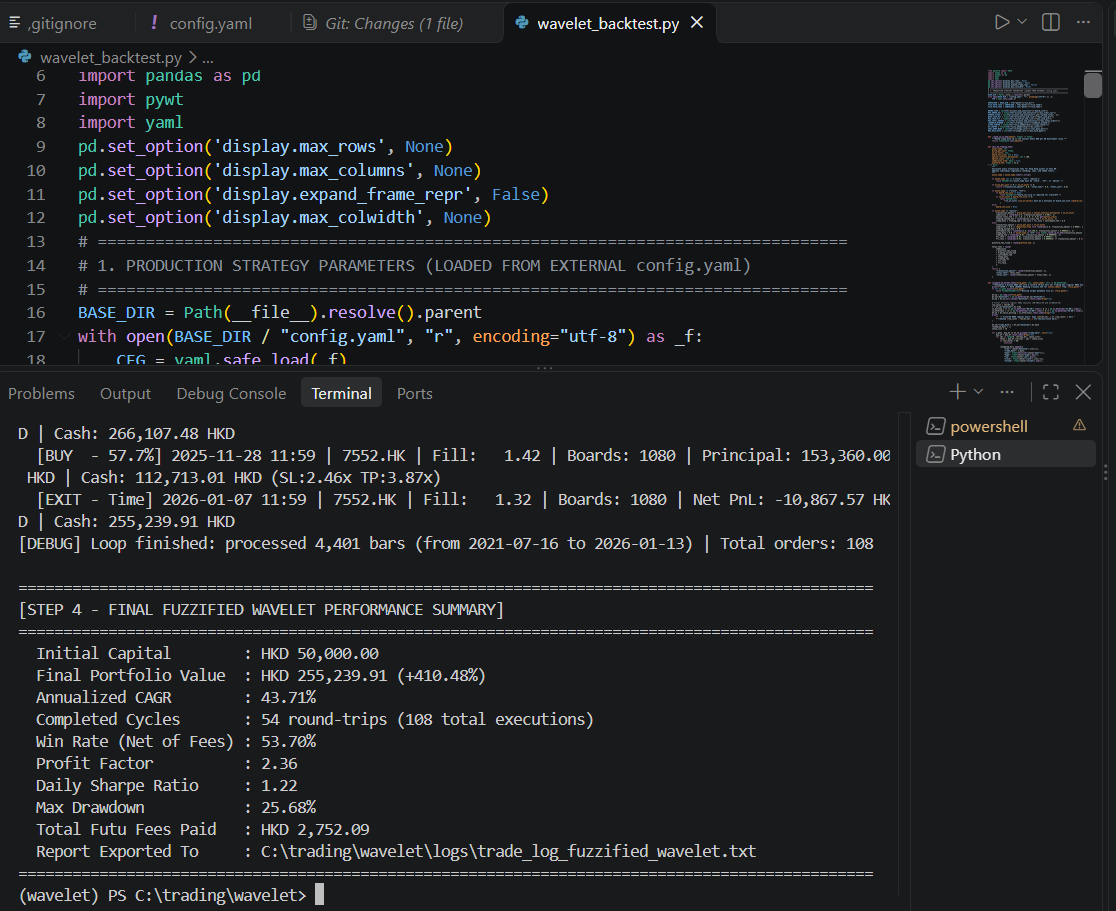 .gitignore
! config.yaml
Git: Changes (1 file)
wavelet_backtest.py
wavelet_backtest.py > ...
6 import pandas as pd
7 import pywt
8 import yaml
9 pd.set_option('display.max_rows', None)
10 pd.set_option('display.max_columns', None)
11 pd.set_option('display.expand_frame_repr', False)
12 pd.set_option('display.max_colwidth', None)
13 # ==================================================================================
14 # 1. PRODUCTION STRATEGY PARAMETERS (LOADED FROM EXTERNAL config.yaml)
15 # ==================================================================================
16 BASE_DIR = Path(__file__).resolve().parent
17 with open(BASE_DIR / "config.yaml", "r", encoding="utf-8") as _f:
18 CFG = yaml.safe_load(_f)
Problems Output Debug Console Terminal Ports
D | Cash: 266,107.48 HKD
[BUY  - 57.7%] 2025-11-28 11:59 | 7552.HK | Fill:   1.42 | Boards: 1080 | Principal: 153,360.00
HKD | Cash: 112,713.01 HKD (SL:2.46x TP:3.87x)
[EXIT - Time] 2026-01-07 11:59 | 7552.HK | Fill:   1.32 | Boards: 1080 | Net PnL: -10,867.57 HK
D | Cash: 255,239.91 HKD
[DEBUG] Loop finished: processed 4,401 bars (from 2021-07-16 to 2026-01-13) | Total orders: 108
===============================================================================================
[STEP 4 - FINAL FUZZIFIED WAVELET PERFORMANCE SUMMARY]
===============================================================================================
Initial Capital        : HKD 50,000.00
Final Portfolio Value  : HKD 255,239.91 (+410.48%)
Annualized CAGR        : 43.71%
Completed Cycles       : 54 round-trips (108 total executions)
Win Rate (Net of Fees) : 53.70%
Profit Factor          : 2.36
Daily Sharpe Ratio     : 1.22
Max Drawdown           : 25.68%
Total Futu Fees Paid   : HKD 2,752.09
Report Exported To     : C:\trading\wavelet\logs\trade_log_fuzzified_wavelet.txt
===============================================================================================
(wavelet) PS C:\trading\wavelet>
powershell
Python